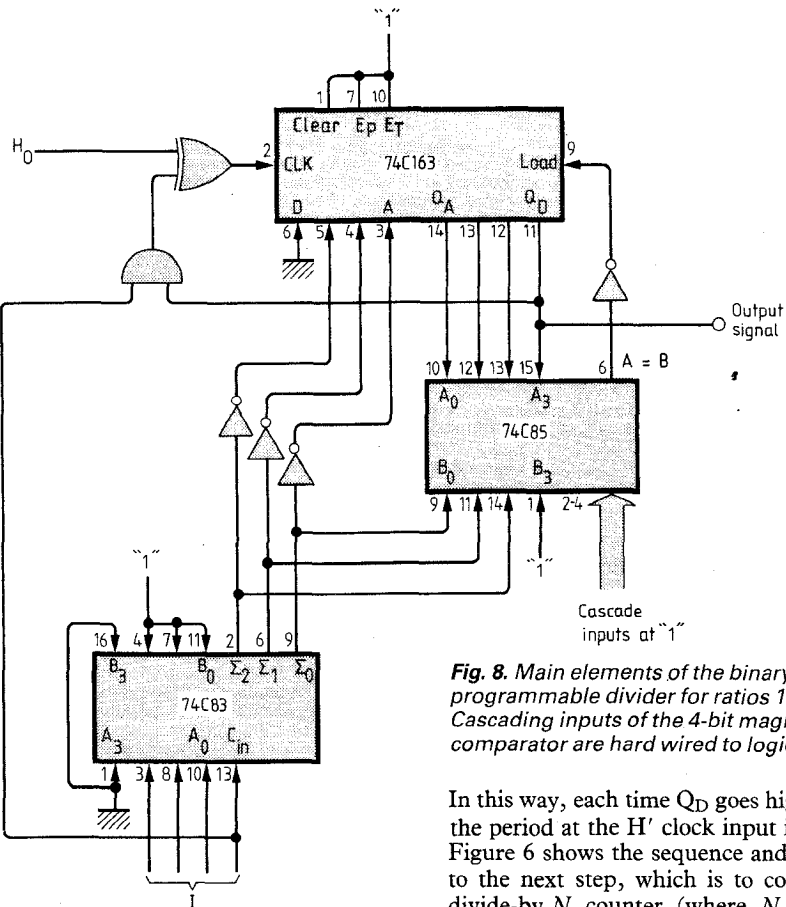 "1"
1 7 10
Clear Ep ET
H0
2
CLK
74C163
Load
9
D
A
QA
QD
6 5 4 3
14 13 12 11
Output
signal
10 12 13 15
6
A = B
A0
A3
74C85
B0
B3
9 11 14 1 2-4
"1"
"1"
Cascade
inputs at "1"
16 4 7 11
2 6 9
B3
B0
Σ2 Σ1 Σ0
74C83
A3
A0
Cin
1 3 8 10 13
I
Fig. 8. Main elements of the binary
programmable divider for ratios 1
Cascading inputs of the 4-bit magni
comparator are hard wired to logic
In this way, each time QD goes hig
the period at the H′ clock input i
Figure 6 shows the sequence and
to the next step, which is to co
divide-by N counter (where N